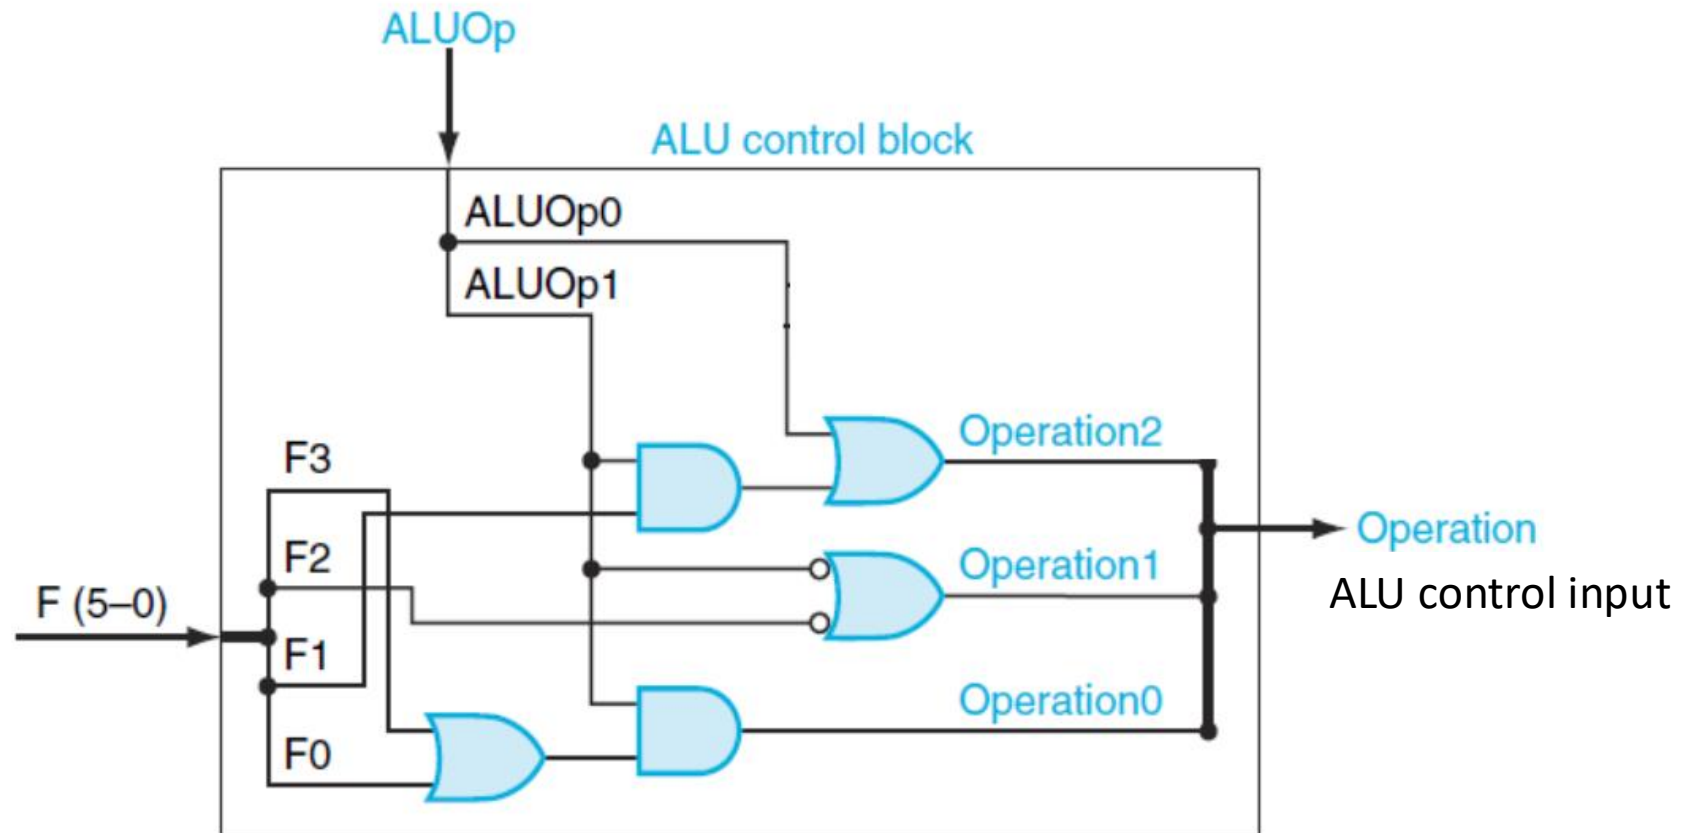 ALUOp
ALU control block
ALUOp0
ALUOp1
F3
Operation2
Operation
F2
Operation1
ALU control input
F (5–0)
F1
Operation0
F0